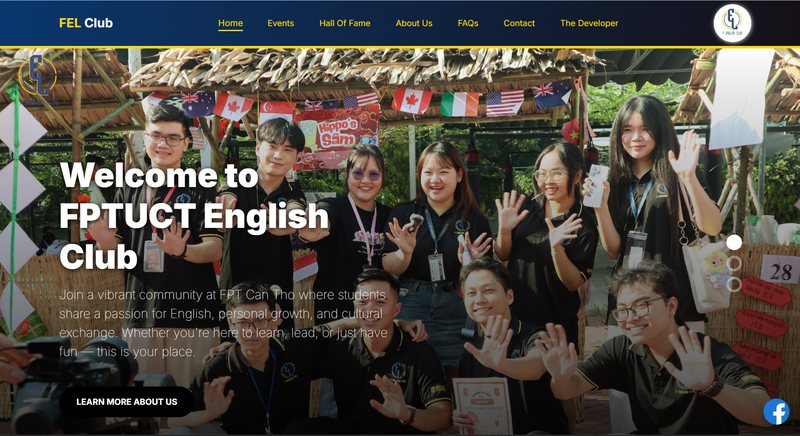 FEL Club
Home
Events
Hall Of Fame
About Us
FAQs
Contact
The Developer
Hippo's
Sam
Welcome to
FPTUCT English
Club
Join a vibrant community at FPT Can Tho where students
share a passion for English, personal growth, and cultural
exchange. Whether you're here to learn, lead, or just have
fun — this is your place.
28
LEARN MORE ABOUT US